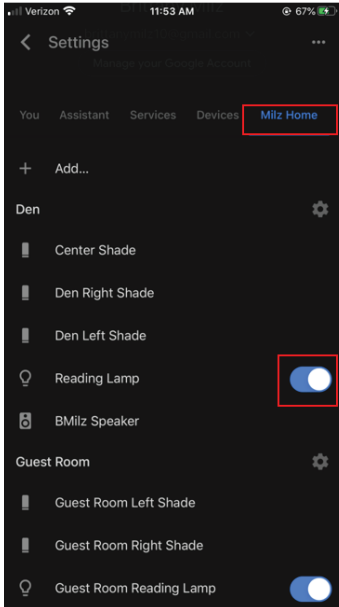 Verizon 11:53 AM 67%
Settings
Manage your Google Account
You Assistant Services Devices Milz Home
Add...
Den
Center Shade
Den Right Shade
Den Left Shade
Reading Lamp
BMilz Speaker
Guest Room
Guest Room Left Shade
Guest Room Right Shade
Guest Room Reading Lamp